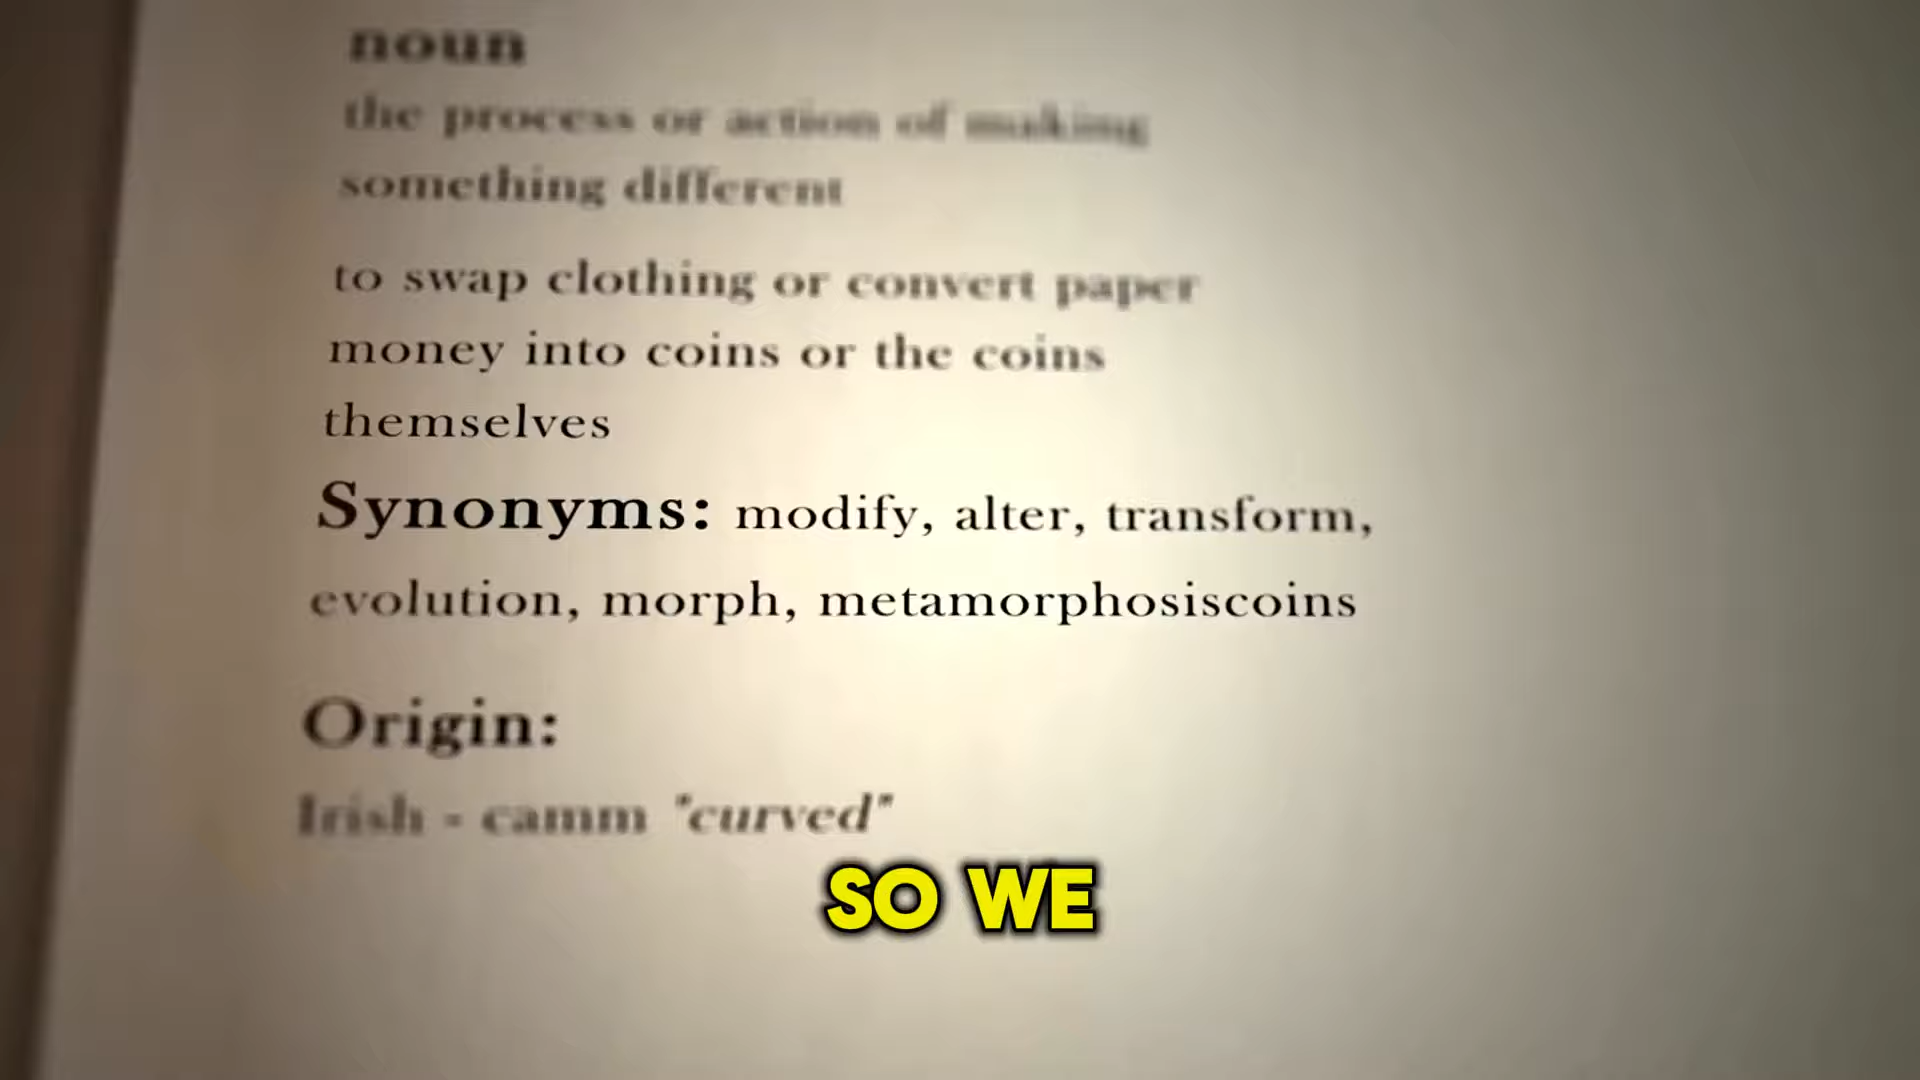 noun
the process or action of making
something different
to swap clothing or convert paper
money into coins or the coins
themselves
Synonyms: modify, alter, transform,
evolution, morph, metamorphosiscoins
Origin:
Irish - camm "curved"
SO WE